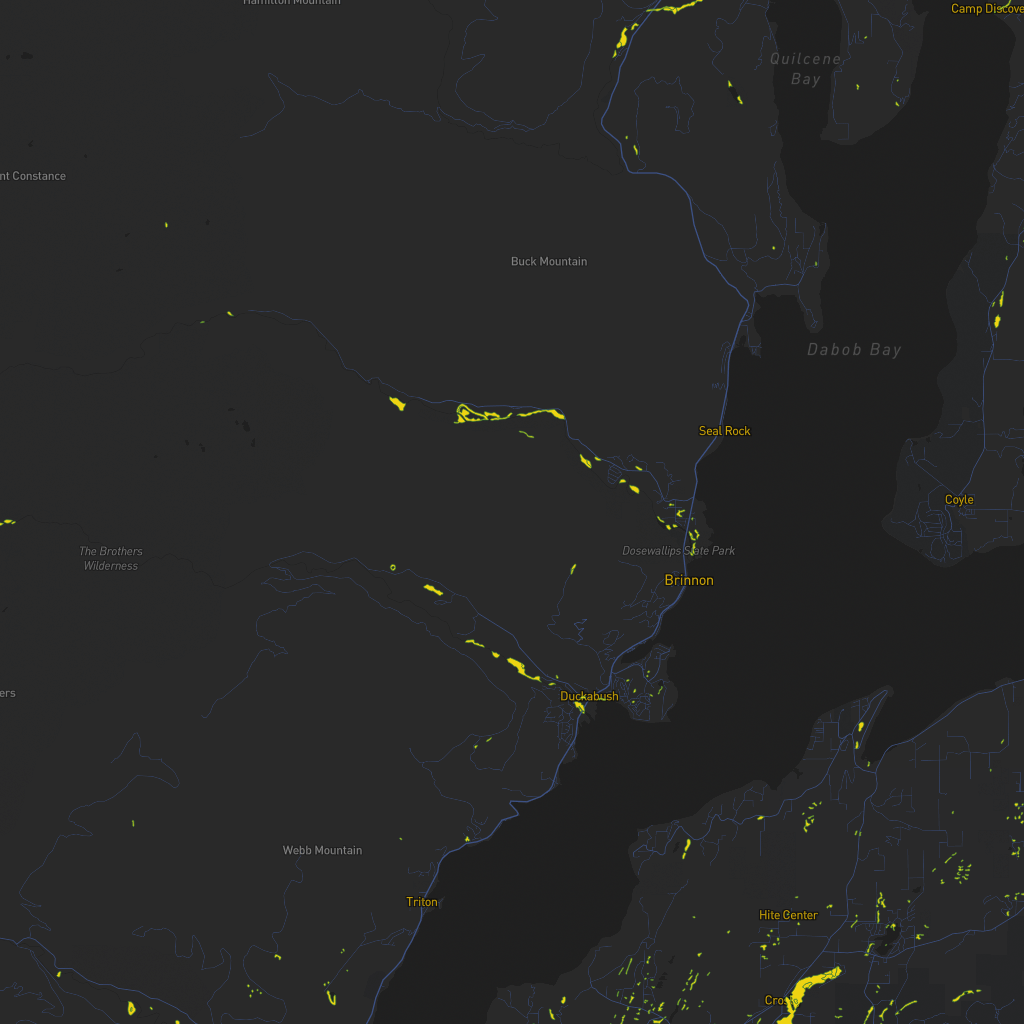 Hamilton Mountain
Camp Discove
Quilcene
Bay
nt Constance
Buck Mountain
Dabob Bay
Seal Rock
Coyle
The Brothers
Wilderness
Dosewallips State Park
Brinnon
ers
Duckabush
Webb Mountain
Triton
Hite Center